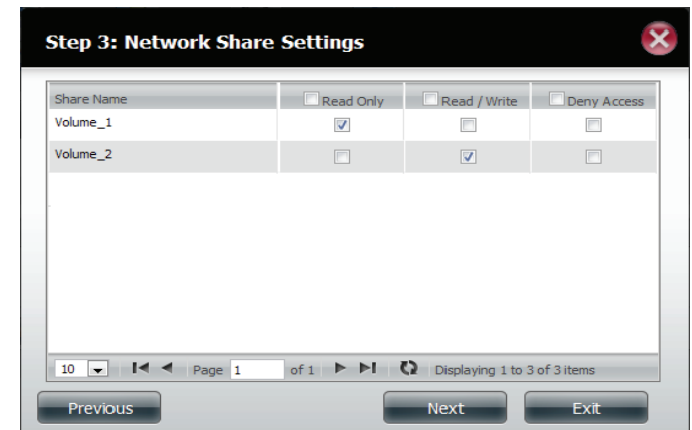 Step 3: Network Share Settings
Share Name Read Only Read / Write Deny Access
Volume_1
Volume_2
10 Page 1 of 1 Displaying 1 to 3 of 3 items
Previous Next Exit